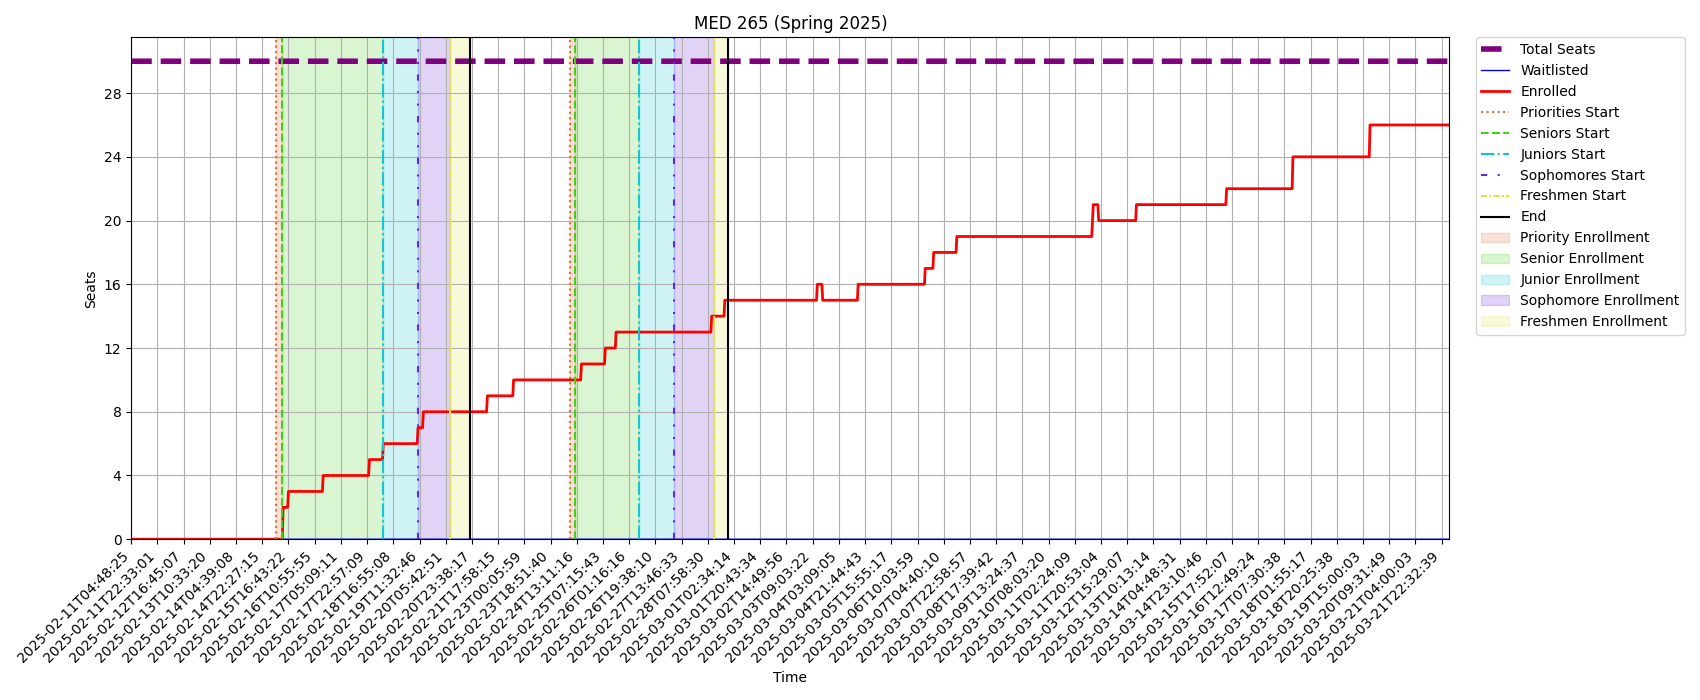 MED 265 (Spring 2025)
Seats
28
24
20
16
12
8
4
0
2025-02-11T04:48:25
2025-02-11T22:33:01
2025-02-12T16:45:07
2025-02-13T10:33:20
2025-02-14T04:39:08
2025-02-14T22:27:15
2025-02-15T16:43:22
2025-02-16T10:55:55
2025-02-17T05:09:11
2025-02-17T22:57:09
2025-02-18T16:55:08
2025-02-19T11:32:46
2025-02-20T05:42:51
2025-02-20T23:38:17
2025-02-21T17:58:15
2025-02-23T00:05:59
2025-02-23T18:51:40
2025-02-24T13:11:16
2025-02-25T07:15:43
2025-02-26T01:16:16
2025-02-26T19:38:10
2025-02-27T13:46:33
2025-02-28T07:58:30
2025-03-01T02:34:14
2025-03-01T20:43:34
2025-03-02T14:49:56
2025-03-03T09:03:22
2025-03-04T03:09:05
2025-03-04T21:44:43
2025-03-05T15:55:17
2025-03-06T10:03:59
2025-03-07T04:40:10
2025-03-07T22:58:57
2025-03-08T17:39:42
2025-03-09T13:24:37
2025-03-10T08:03:20
2025-03-11T02:24:09
2025-03-11T20:53:04
2025-03-12T15:29:07
2025-03-13T10:13:14
2025-03-14T04:48:31
2025-03-14T23:10:46
2025-03-15T17:52:07
2025-03-16T12:49:24
2025-03-17T07:30:38
2025-03-18T01:55:17
2025-03-18T20:25:38
2025-03-19T15:00:03
2025-03-20T09:31:49
2025-03-21T04:00:03
2025-03-21T22:32:39
Time
Total Seats
Waitlisted
Enrolled
Priorities Start
Seniors Start
Juniors Start
Sophomores Start
Freshmen Start
End
Priority Enrollment
Senior Enrollment
Junior Enrollment
Sophomore Enrollment
Freshmen Enrollment